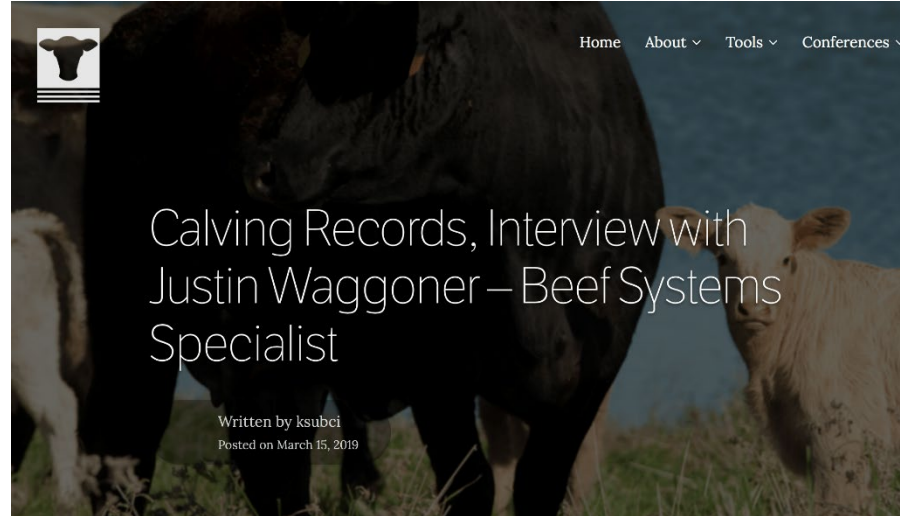 Home About Tools Conferences
Calving Records, Interview with
Justin Waggoner – Beef Systems
Specialist
Written by ksubci
Posted on March 15, 2019